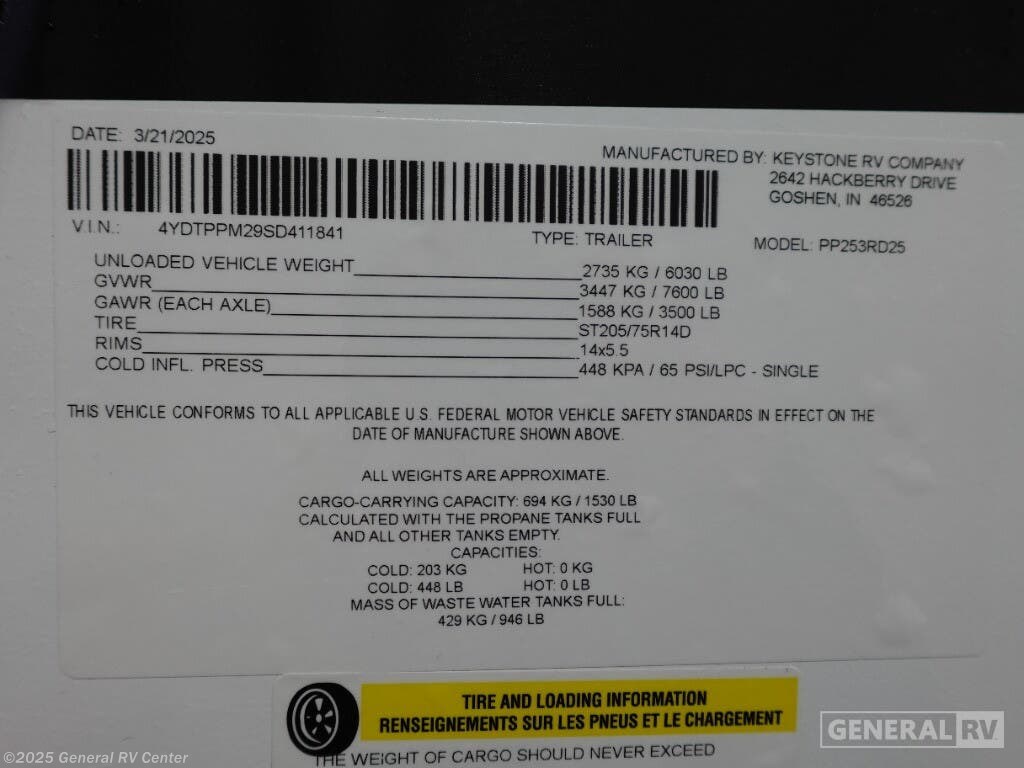 DATE: 3/21/2025
MANUFACTURED BY: KEYSTONE RV COMPANY
2642 HACKBERRY DRIVE
GOSHEN, IN 46526
V.I.N.: 4YDTPPM29SD411841
TYPE: TRAILER
MODEL: PP253RD25
UNLOADED VEHICLE WEIGHT 2735 KG / 6030 LB
GVWR 3447 KG / 7600 LB
GAWR (EACH AXLE) 1588 KG / 3500 LB
TIRE ST205/75R14D
RIMS 14x5.5
COLD INFL. PRESS 448 KPA / 65 PSI/LPC - SINGLE
THIS VEHICLE CONFORMS TO ALL APPLICABLE U.S. FEDERAL MOTOR VEHICLE SAFETY STANDARDS IN EFFECT ON THE
DATE OF MANUFACTURE SHOWN ABOVE.
ALL WEIGHTS ARE APPROXIMATE.
CARGO-CARRYING CAPACITY: 694 KG / 1530 LB
CALCULATED WITH THE PROPANE TANKS FULL
AND ALL OTHER TANKS EMPTY.
CAPACITIES:
COLD: 203 KG HOT: 0 KG
COLD: 448 LB HOT: 0 LB
MASS OF WASTE WATER TANKS FULL:
429 KG / 946 LB
TIRE AND LOADING INFORMATION
RENSEIGNEMENTS SUR LES PNEUS ET LE CHARGEMENT
THE WEIGHT OF CARGO SHOULD NEVER EXCEED
GENERAL RV
©2025 General RV Center